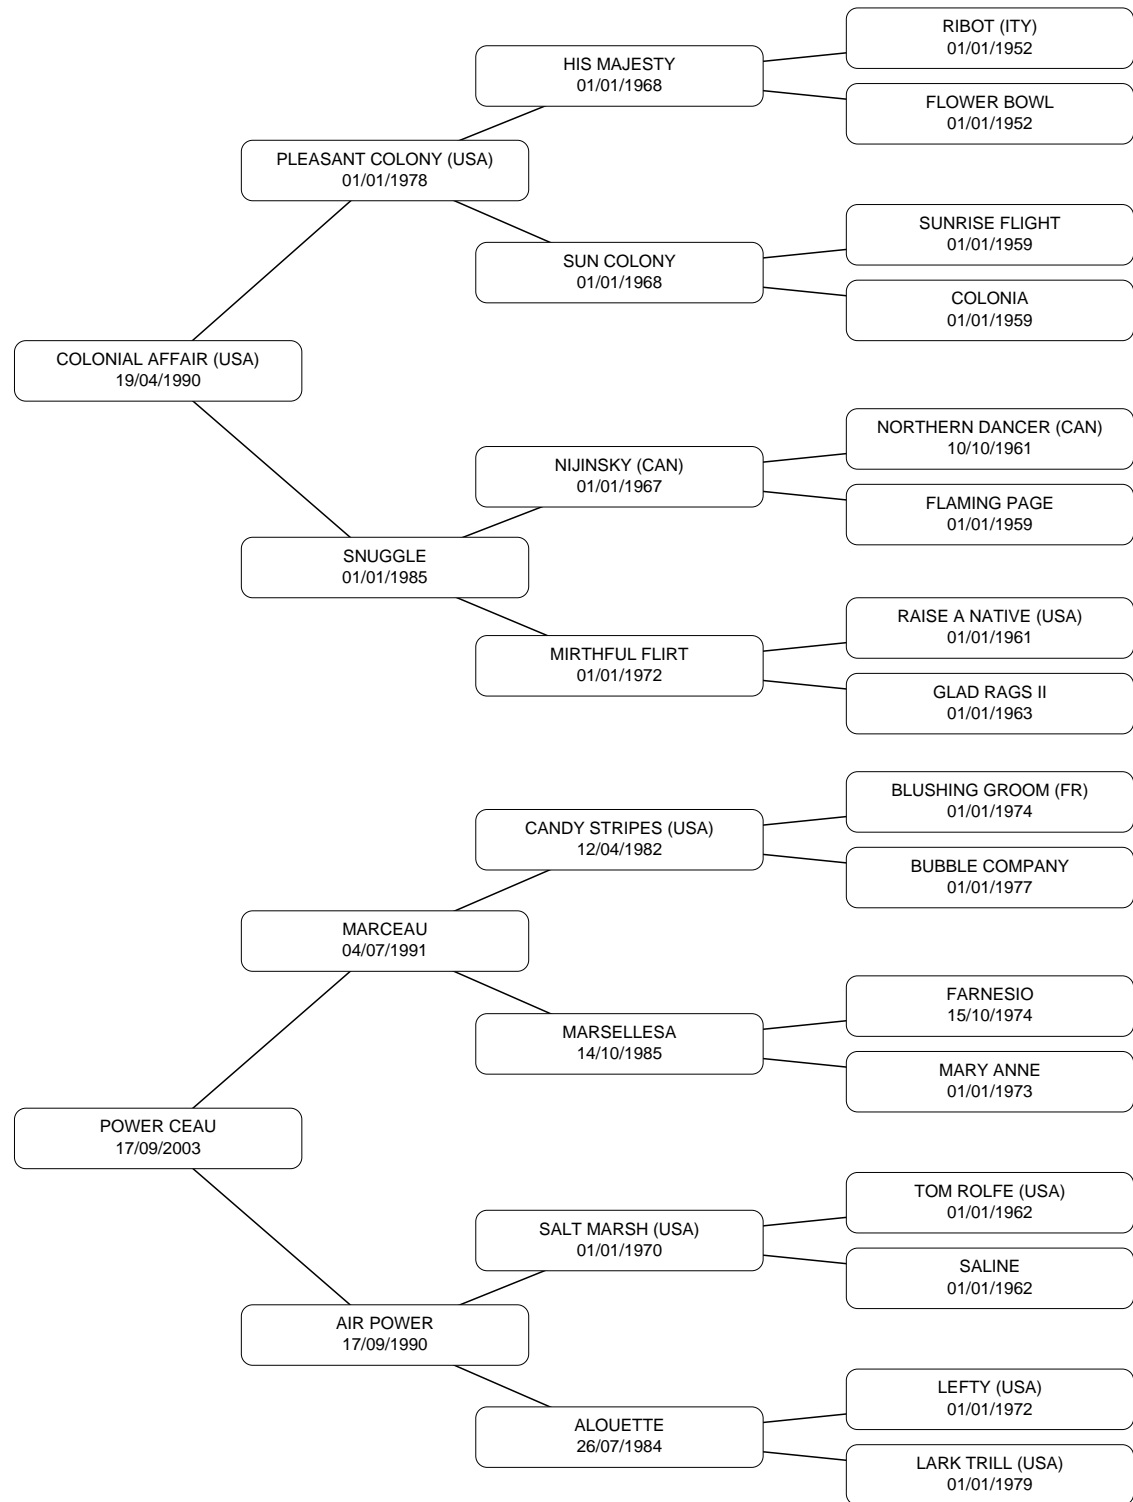 RIBOT (ITY)
01/01/1952
HIS MAJESTY
01/01/1968
FLOWER BOWL
01/01/1952
PLEASANT COLONY (USA)
01/01/1978
SUNRISE FLIGHT
01/01/1959
SUN COLONY
01/01/1968
COLONIA
01/01/1959
COLONIAL AFFAIR (USA)
19/04/1990
NORTHERN DANCER (CAN)
10/10/1961
NIJINSKY (CAN)
01/01/1967
FLAMING PAGE
01/01/1959
SNUGGLE
01/01/1985
RAISE A NATIVE (USA)
01/01/1961
MIRTHFUL FLIRT
01/01/1972
GLAD RAGS II
01/01/1963
BLUSHING GROOM (FR)
01/01/1974
CANDY STRIPES (USA)
12/04/1982
BUBBLE COMPANY
01/01/1977
MARCEAU
04/07/1991
FARNESIO
15/10/1974
MARSELLESA
14/10/1985
MARY ANNE
01/01/1973
POWER CEAU
17/09/2003
TOM ROLFE (USA)
01/01/1962
SALT MARSH (USA)
01/01/1970
SALINE
01/01/1962
AIR POWER
17/09/1990
LEFTY (USA)
01/01/1972
ALOUETTE
26/07/1984
LARK TRILL (USA)
01/01/1979